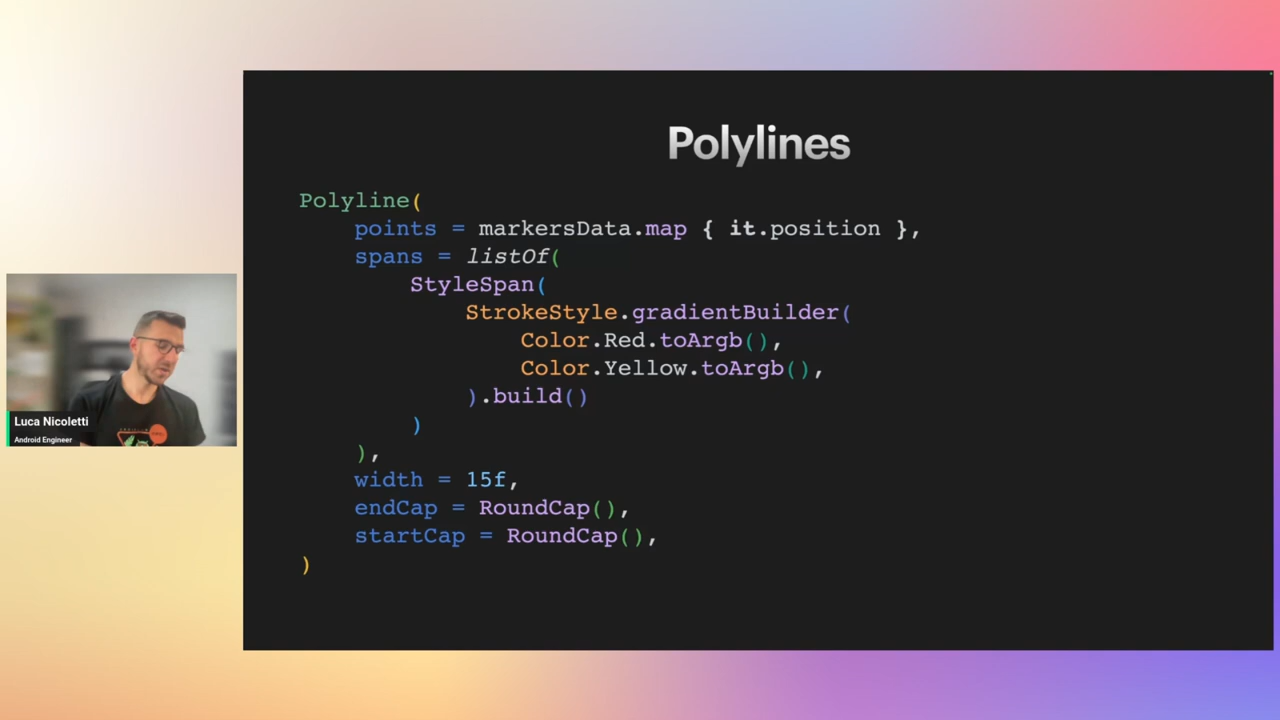 Polylines
Polyline(
points = markersData.map { it.position },
spans = listOf(
StyleSpan(
StrokeStyle.gradientBuilder(
Color.Red.toArgb(),
Color.Yellow.toArgb(),
).build()
)
),
width = 15f,
endCap = RoundCap(),
startCap = RoundCap(),
)
Luca Nicoletti
Android Engineer